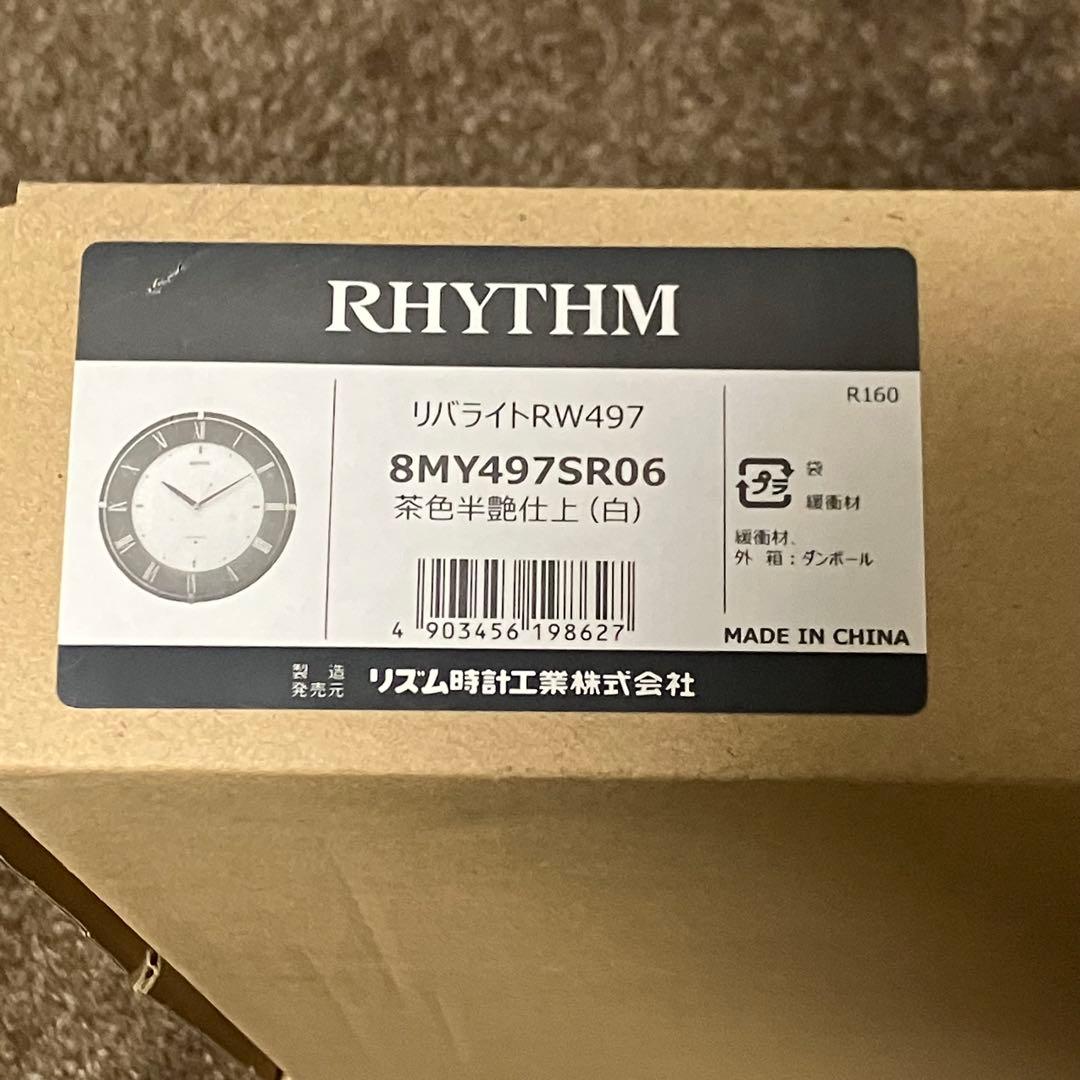 RHYTHM
リバライトRW497
8MY497SR06
茶色半艶仕上(白)
4 903456 198627
R160
プラ
袋
緩衝材
緩衝材、
外 箱:ダンボール
MADE IN CHINA
製 造
発売元
リズム時計工業株式会社